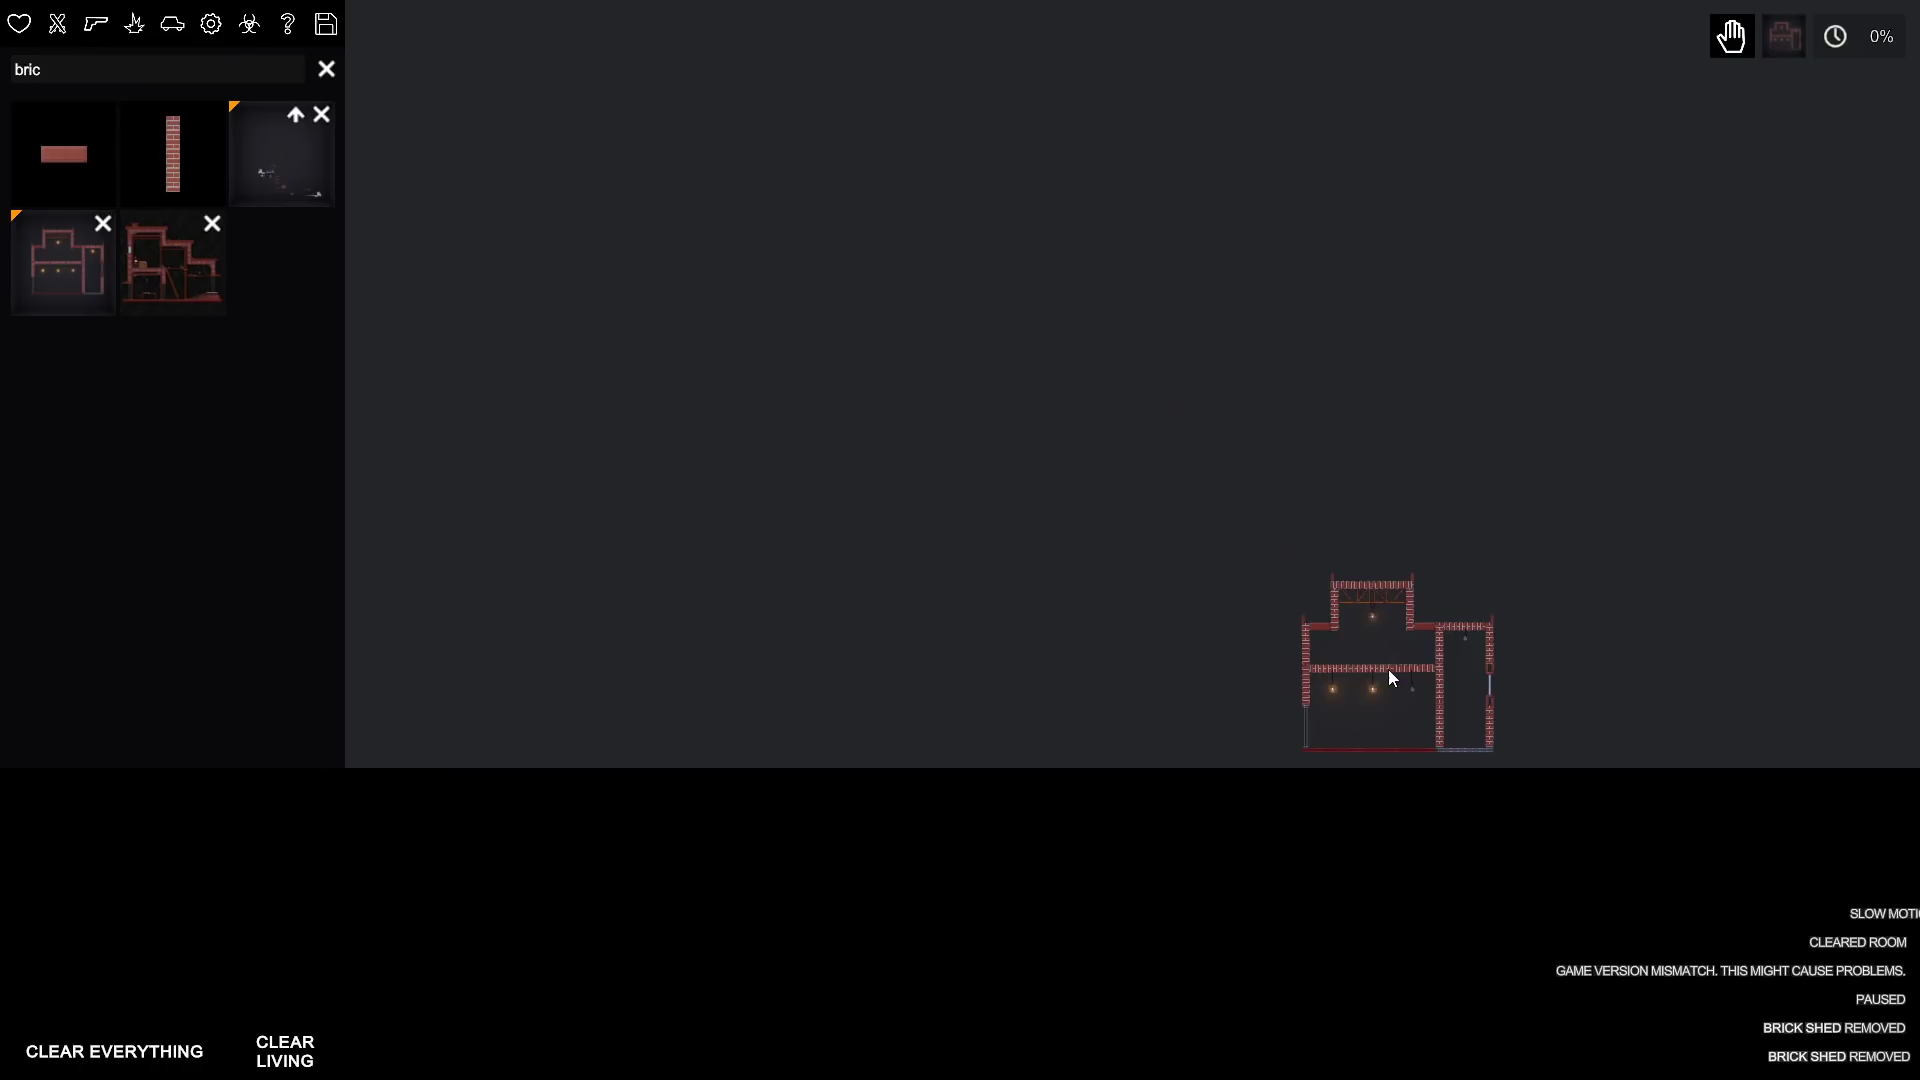 bric
0%
SLOW MOTI
CLEARED ROOM
GAME VERSION MISMATCH. THIS MIGHT CAUSE PROBLEMS.
PAUSED
BRICK SHED REMOVED
BRICK SHED REMOVED
CLEAR EVERYTHING
CLEAR
LIVING